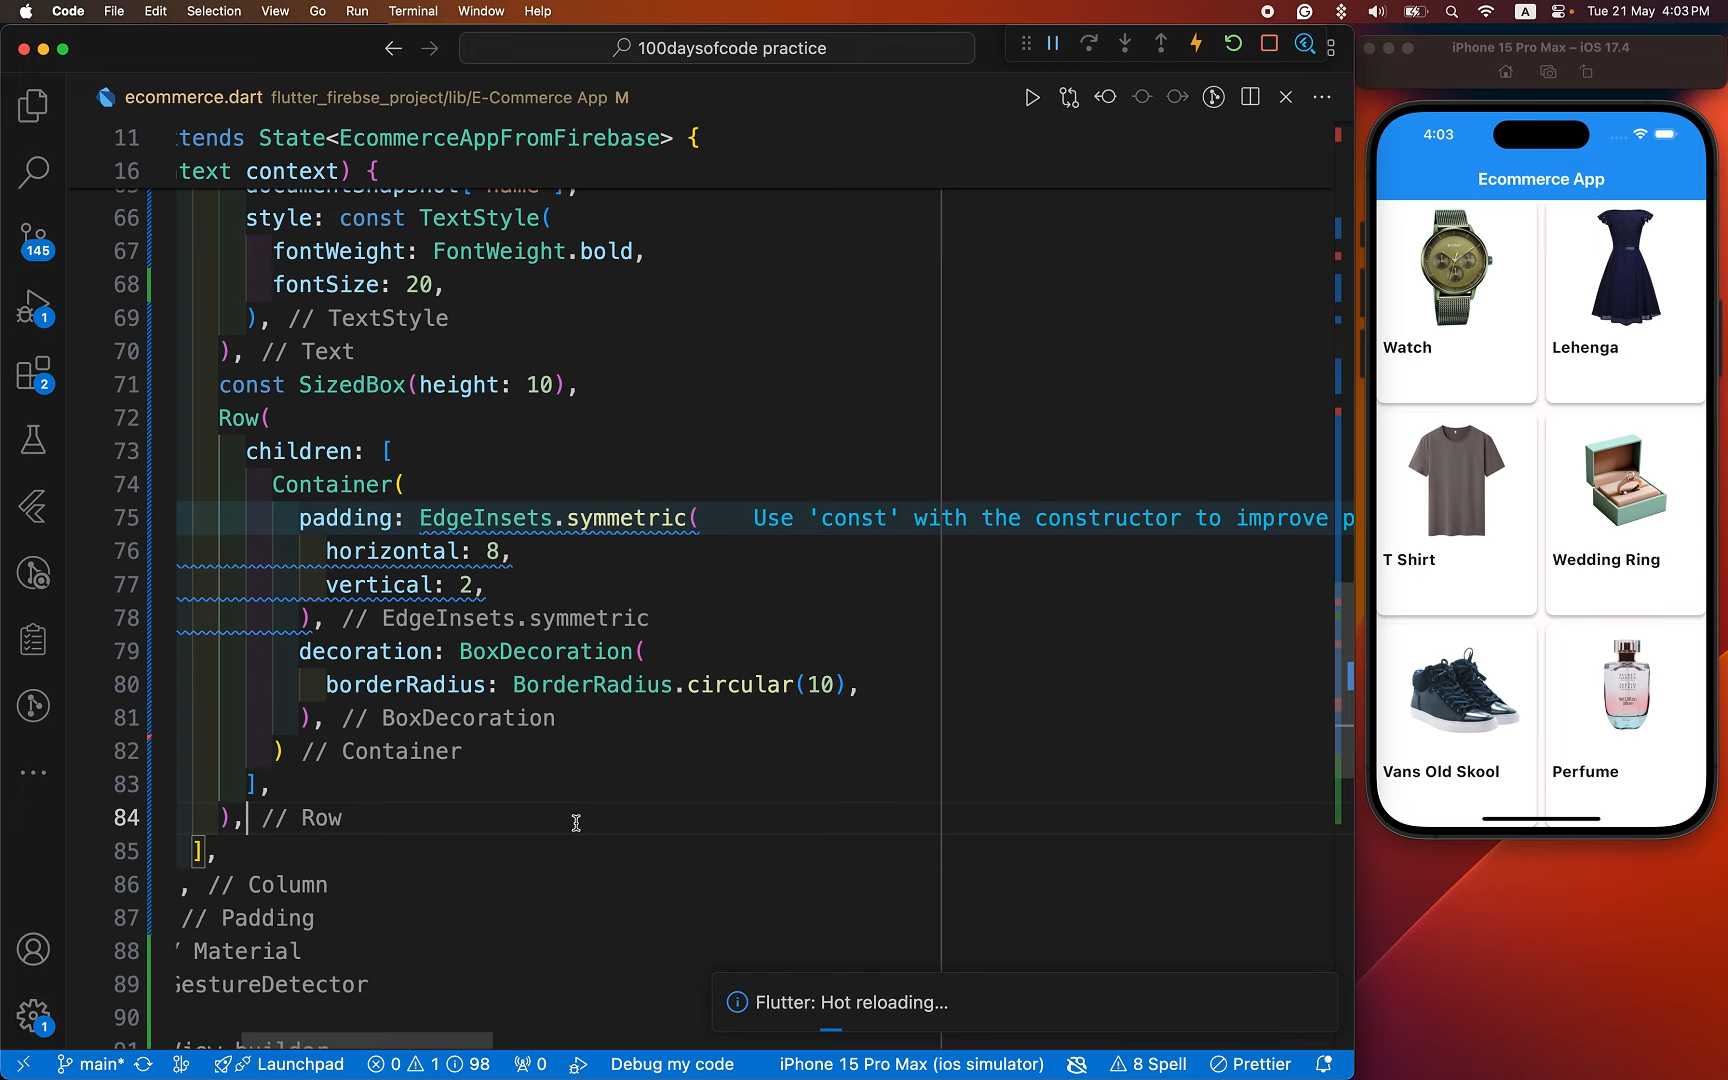 Code File Edit Selection View Go Run Terminal Window Help
A Tue 21 May 4:03 PM
100daysofcode practice
iPhone 15 Pro Max – iOS 17.4
ecommerce.dart flutter_firebse_project/lib/E-Commerce App M
11 tends State<EcommerceAppFromFirebase> {
16 text context) {
documentSnapshot['name'],
66 style: const TextStyle(
67 fontWeight: FontWeight.bold,
68 fontSize: 20,
69 ), // TextStyle
70 ), // Text
71 const SizedBox(height: 10),
72 Row(
73 children: [
74 Container(
75 padding: EdgeInsets.symmetric( Use 'const' with the constructor to improve p
76 horizontal: 8,
77 vertical: 2,
78 ), // EdgeInsets.symmetric
79 decoration: BoxDecoration(
80 borderRadius: BorderRadius.circular(10),
81 ), // BoxDecoration
82 ) // Container
83 ],
84 ), // Row
85 ],
86 , // Column
87 // Padding
88 / Material
89 GestureDetector
90
145
1
2
1
Flutter: Hot reloading...
main* Launchpad 0 1 98 0 Debug my code iPhone 15 Pro Max (ios simulator) 8 Spell Prettier
4:03
Ecommerce App
Watch Lehenga
T Shirt Wedding Ring
Vans Old Skool Perfume